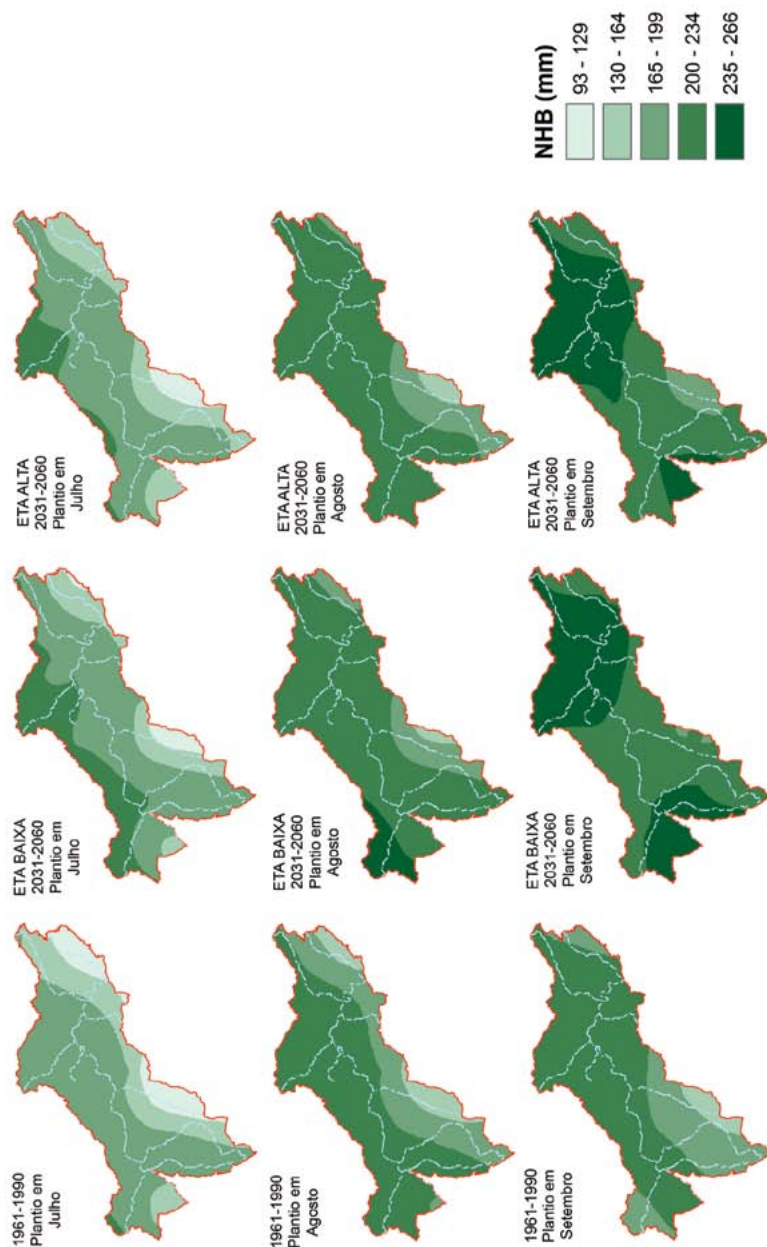 1961-1990
Plantio em
Julho
ETA BAIXA
2031-2060
Plantio em
Julho
ETA ALTA
2031-2060
Plantio em
Julho
1961-1990
Plantio em
Agosto
ETA BAIXA
2031-2060
Plantio em
Agosto
ETA ALTA
2031-2060
Plantio em
Agosto
1961-1990
Plantio em
Setembro
ETA BAIXA
2031-2060
Plantio em
Setembro
ETA ALTA
2031-2060
Plantio em
Setembro
NHB (mm)
93 - 129
130 - 164
165 - 199
200 - 234
235 - 266